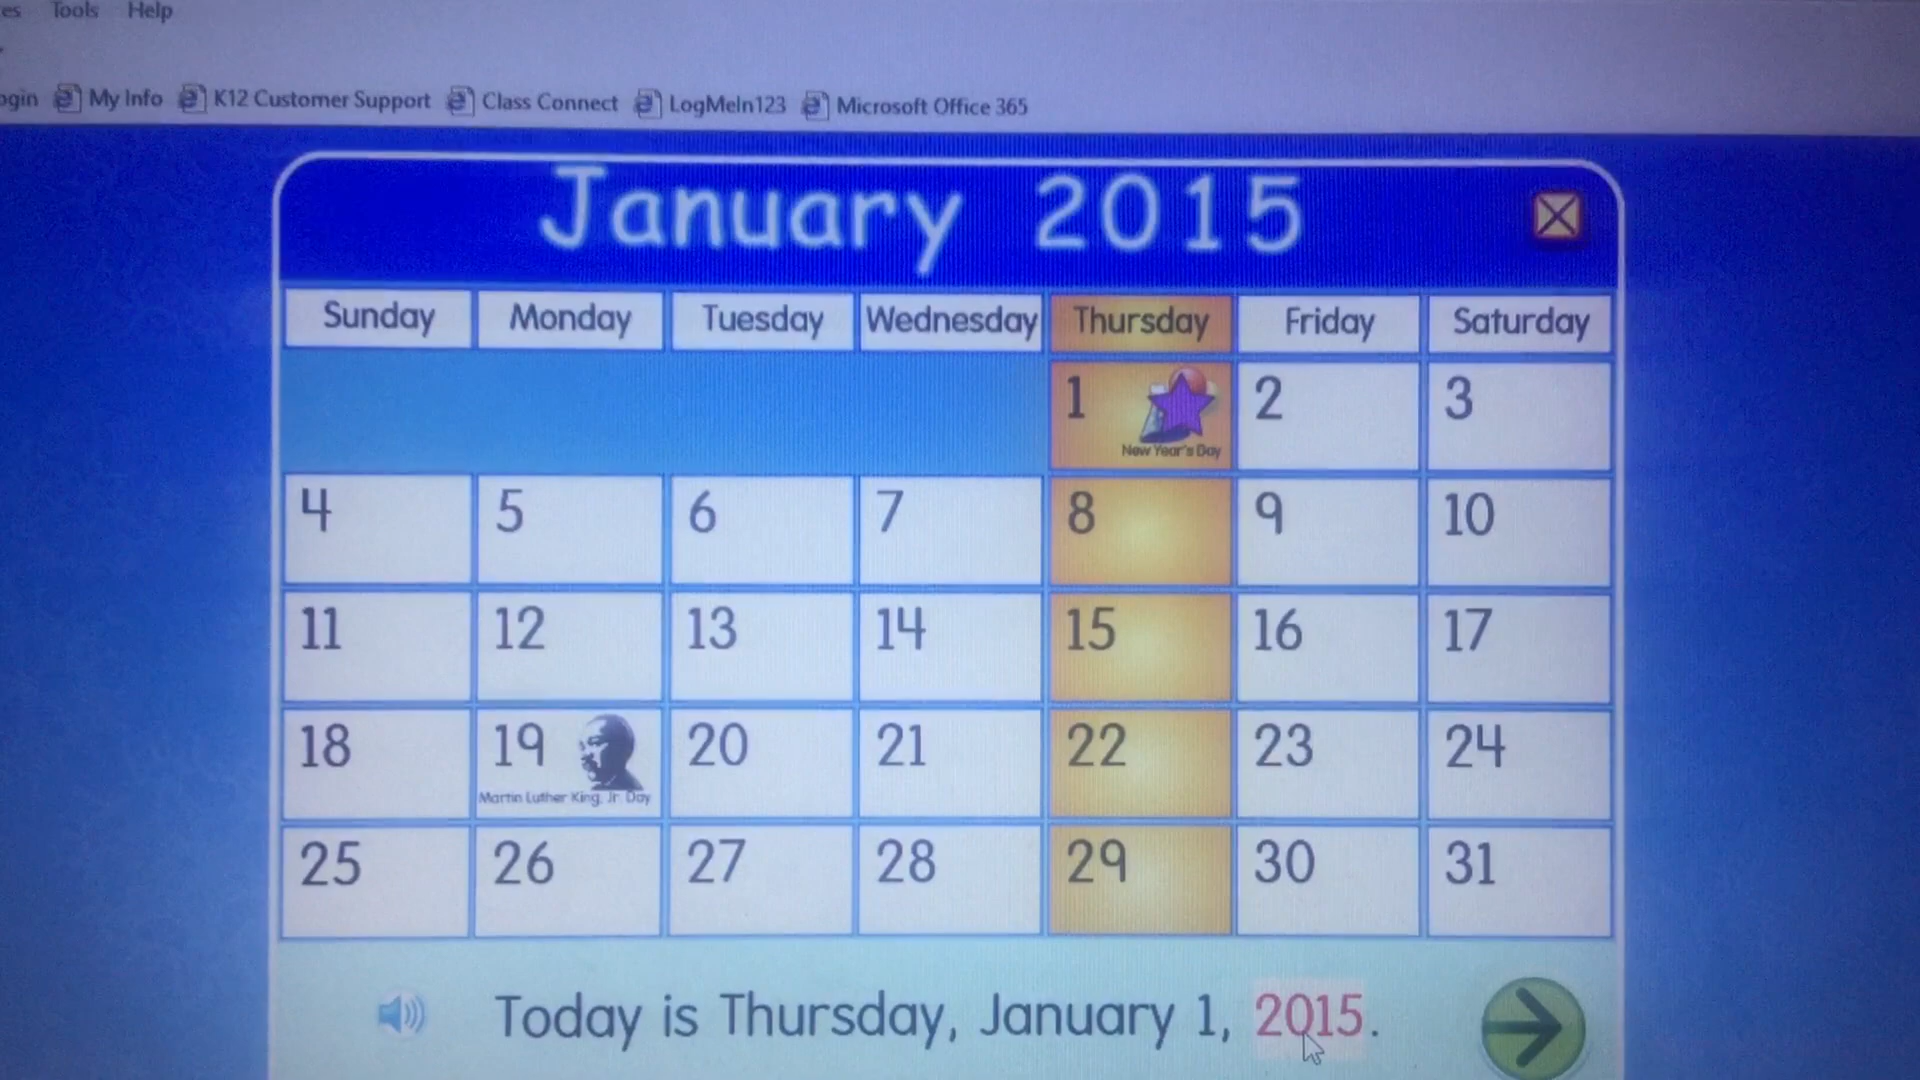 Tools Help
My Info K12 Customer Support Class Connect LogMeIn123 Microsoft Office 365
January 2015
Sunday Monday Tuesday Wednesday Thursday Friday Saturday
1 2 3
New Year's Day
4 5 6 7 8 9 10
11 12 13 14 15 16 17
18 19 20 21 22 23 24
Martin Luther King, Jr. Day
25 26 27 28 29 30 31
Today is Thursday, January 1, 2015.